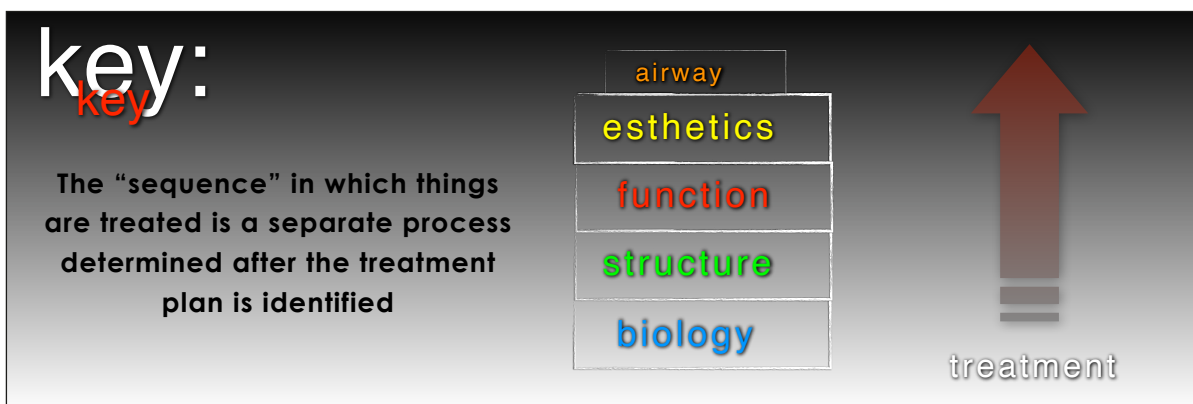 key:
key
The “sequence” in which things
are treated is a separate process
determined after the treatment
plan is identified
airway
esthetics
function
structure
biology
treatment